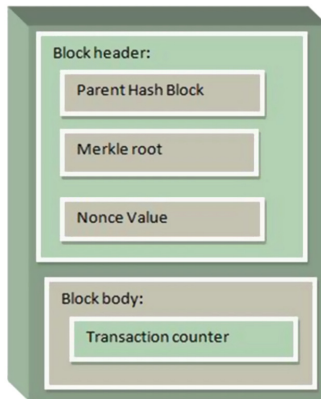 Block header:
Parent Hash Block
Merkle root
Nonce Value
Block body:
Transaction counter